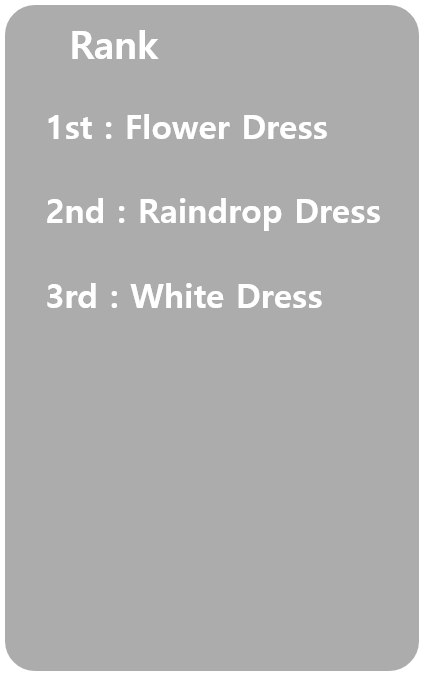 Rank
1st : Flower Dress
2nd : Raindrop Dress
3rd : White Dress